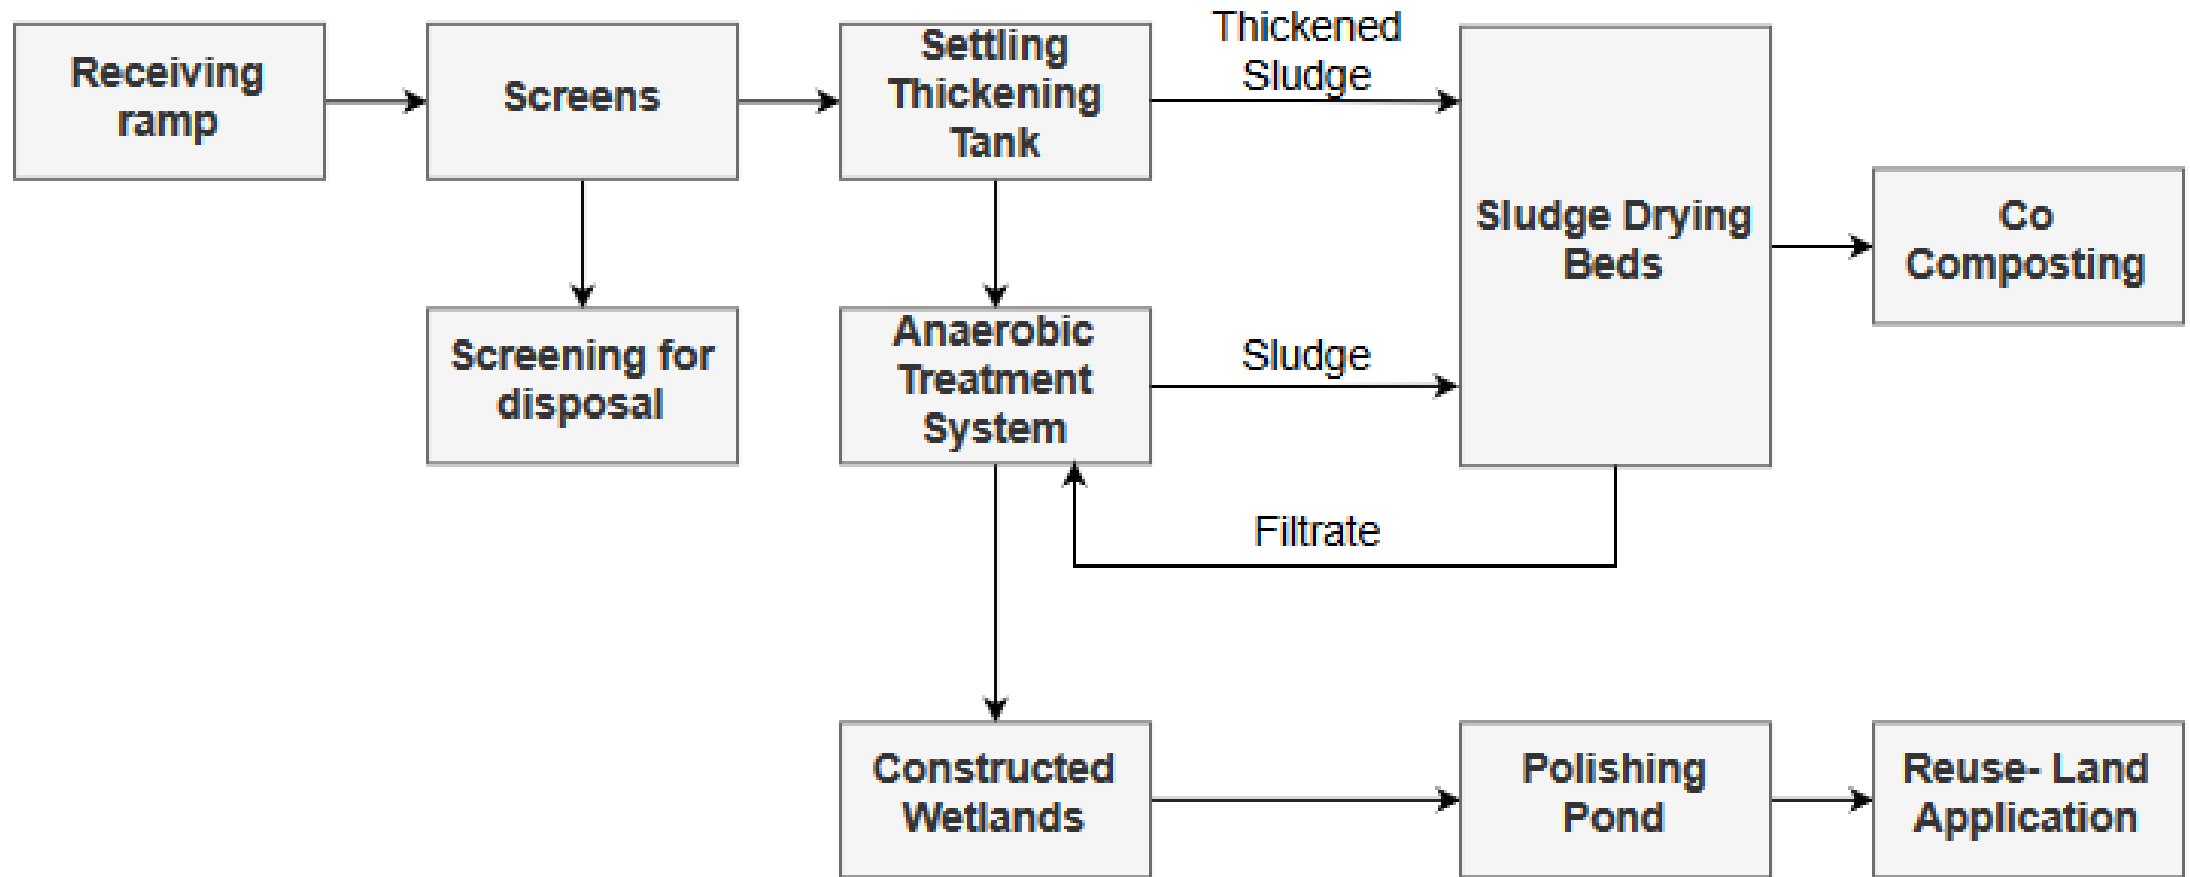 Receiving
ramp
Screens
Settling
Thickening
Tank
Thickened
Sludge
Sludge Drying
Beds
Co
Composting
Screening for
disposal
Anaerobic
Treatment
System
Sludge
Filtrate
Constructed
Wetlands
Polishing
Pond
Reuse- Land
Application